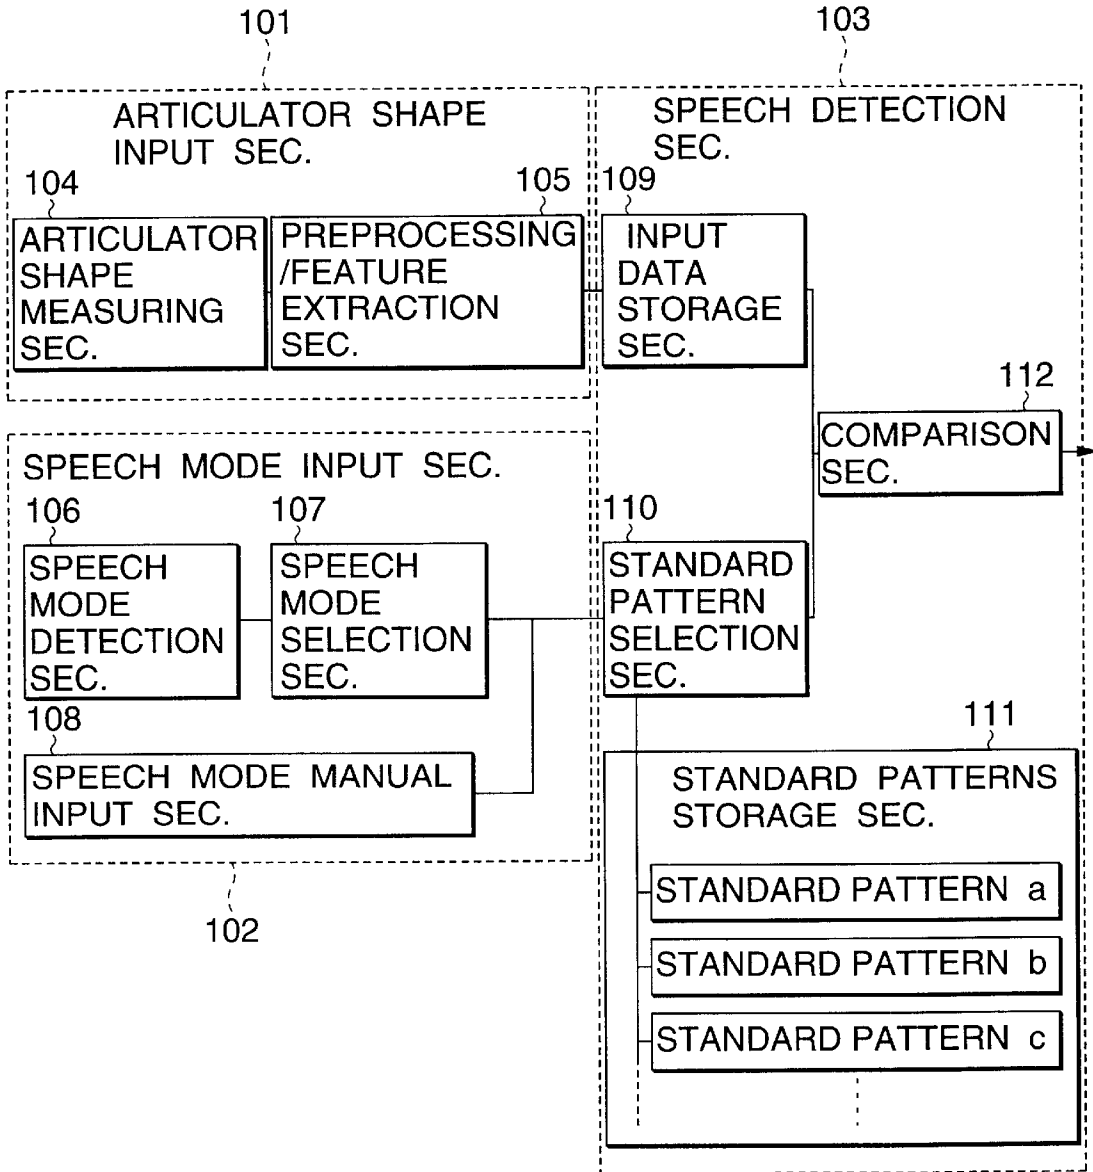 101
103
ARTICULATOR SHAPE
INPUT SEC.
SPEECH DETECTION
SEC.
104
105
109
ARTICULATOR
SHAPE
MEASURING
SEC.
PREPROCESSING
/FEATURE
EXTRACTION
SEC.
INPUT
DATA
STORAGE
SEC.
112
COMPARISON
SEC.
SPEECH MODE INPUT SEC.
106
107
110
SPEECH
MODE
DETECTION
SEC.
SPEECH
MODE
SELECTION
SEC.
STANDARD
PATTERN
SELECTION
SEC.
108
SPEECH MODE MANUAL
INPUT SEC.
102
111
STANDARD PATTERNS
STORAGE SEC.
STANDARD PATTERN a
STANDARD PATTERN b
STANDARD PATTERN c